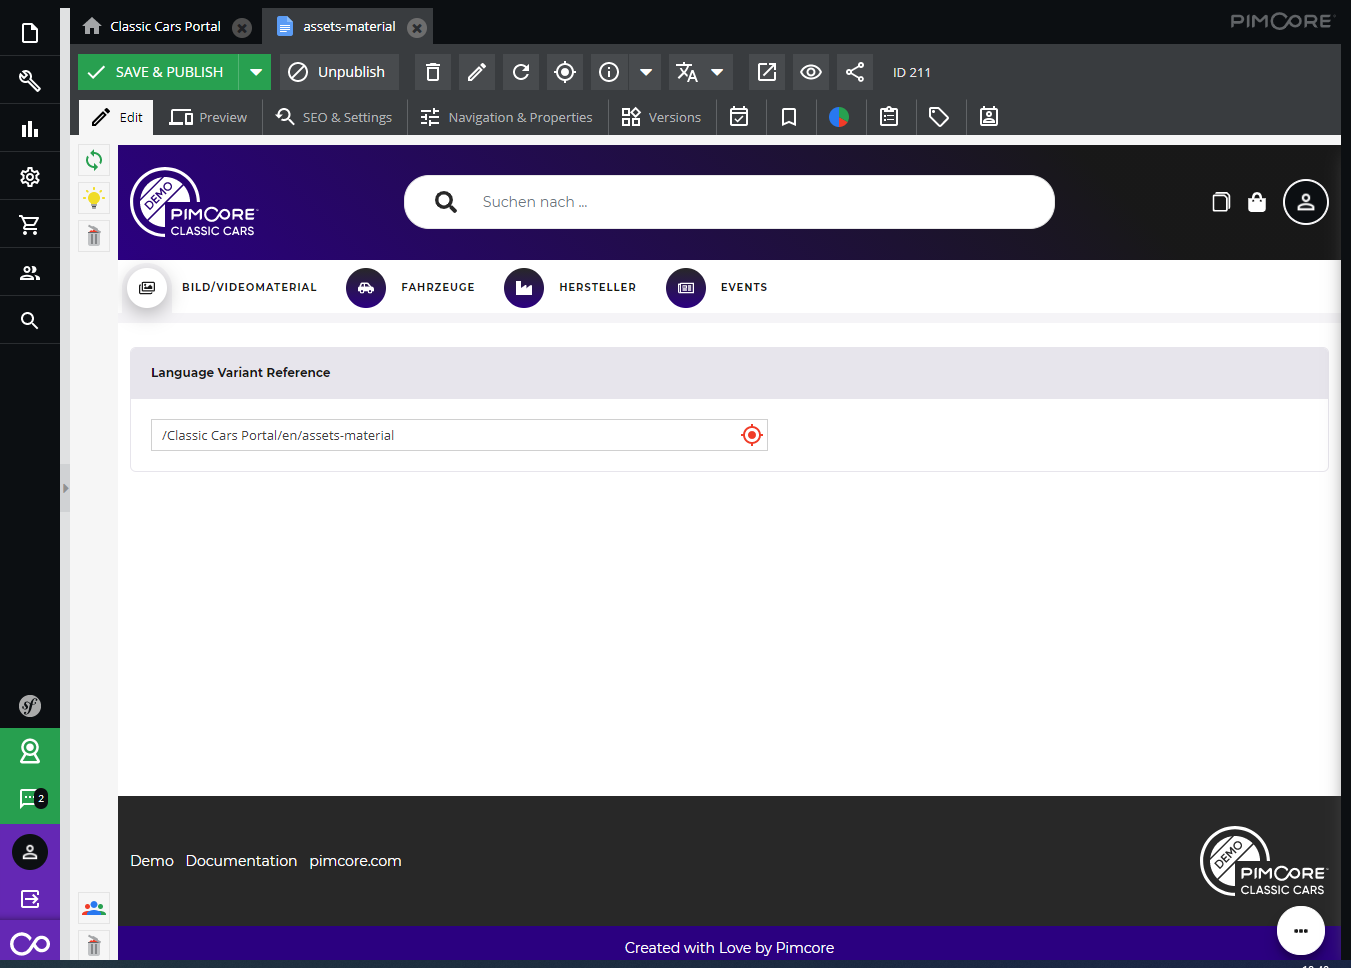 Classic Cars Portal
assets-material
PIMCORE
SAVE & PUBLISH
Unpublish
ID 211
Edit
Preview
SEO & Settings
Navigation & Properties
Versions
DEMO
PIMCORE
CLASSIC CARS
Suchen nach ...
BILD/VIDEOMATERIAL
FAHRZEUGE
HERSTELLER
EVENTS
Language Variant Reference
/Classic Cars Portal/en/assets-material
sf
2
Demo Documentation pimcore.com
DEMO
PIMCORE
CLASSIC CARS
Created with Love by Pimcore